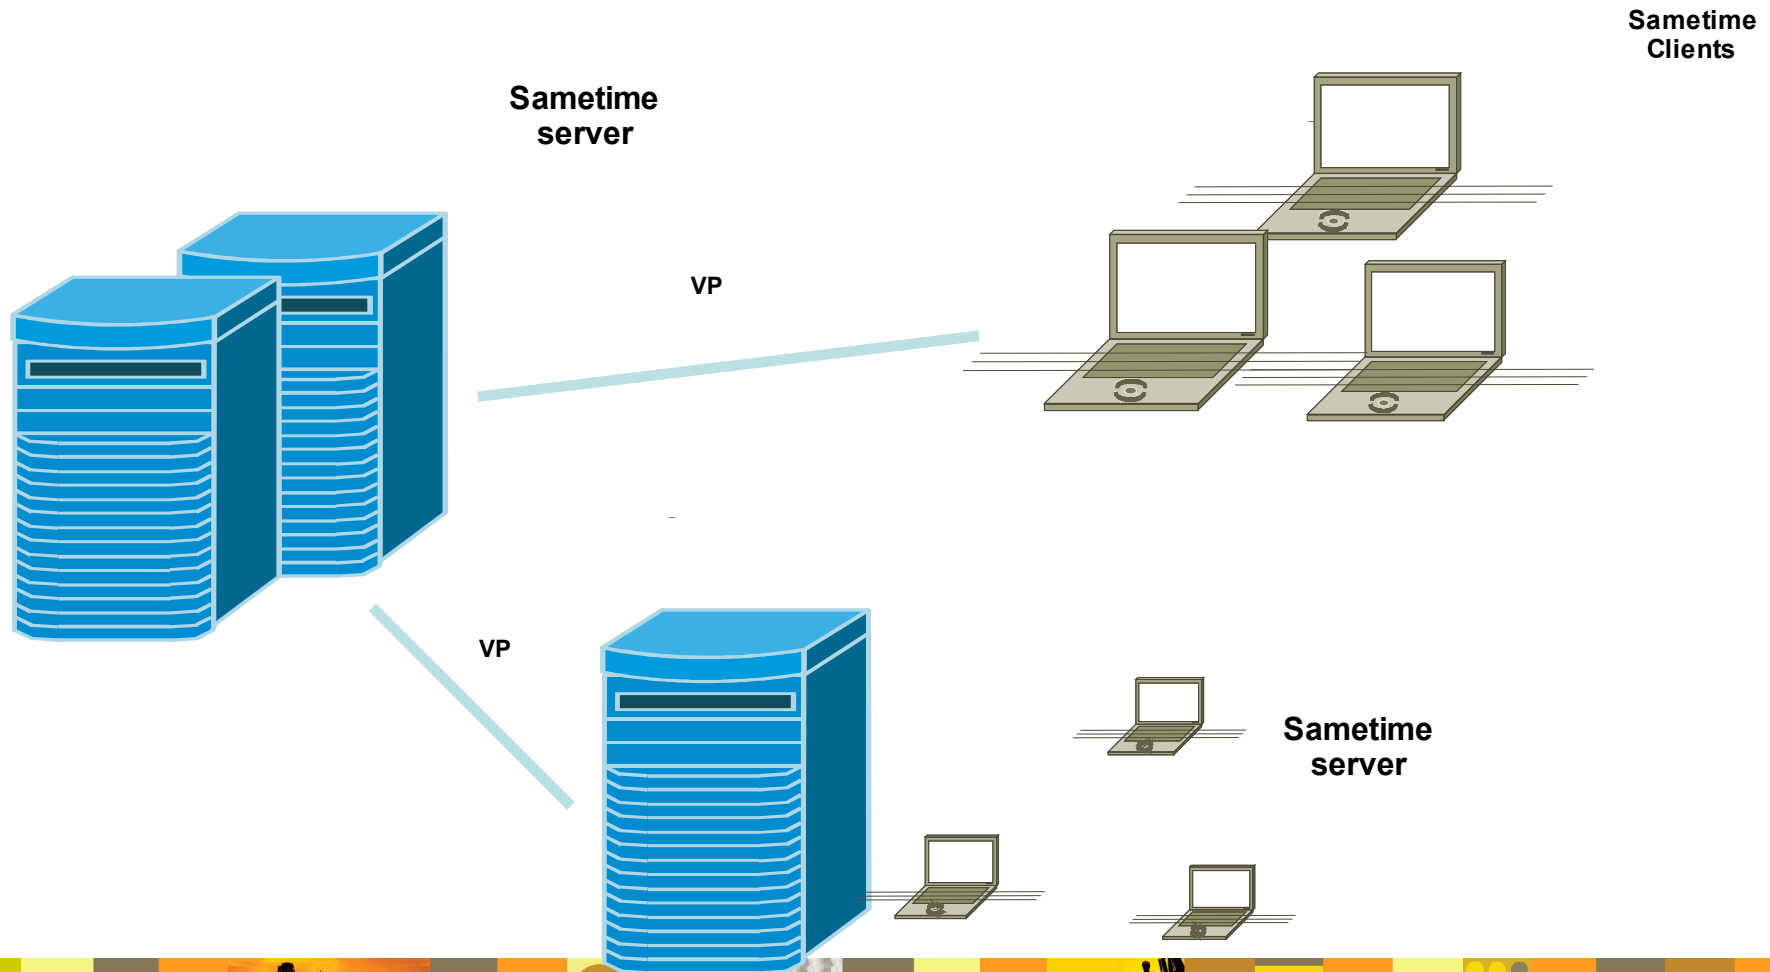 Sametime
Clients
Sametime
server
VP
VP
Sametime
server